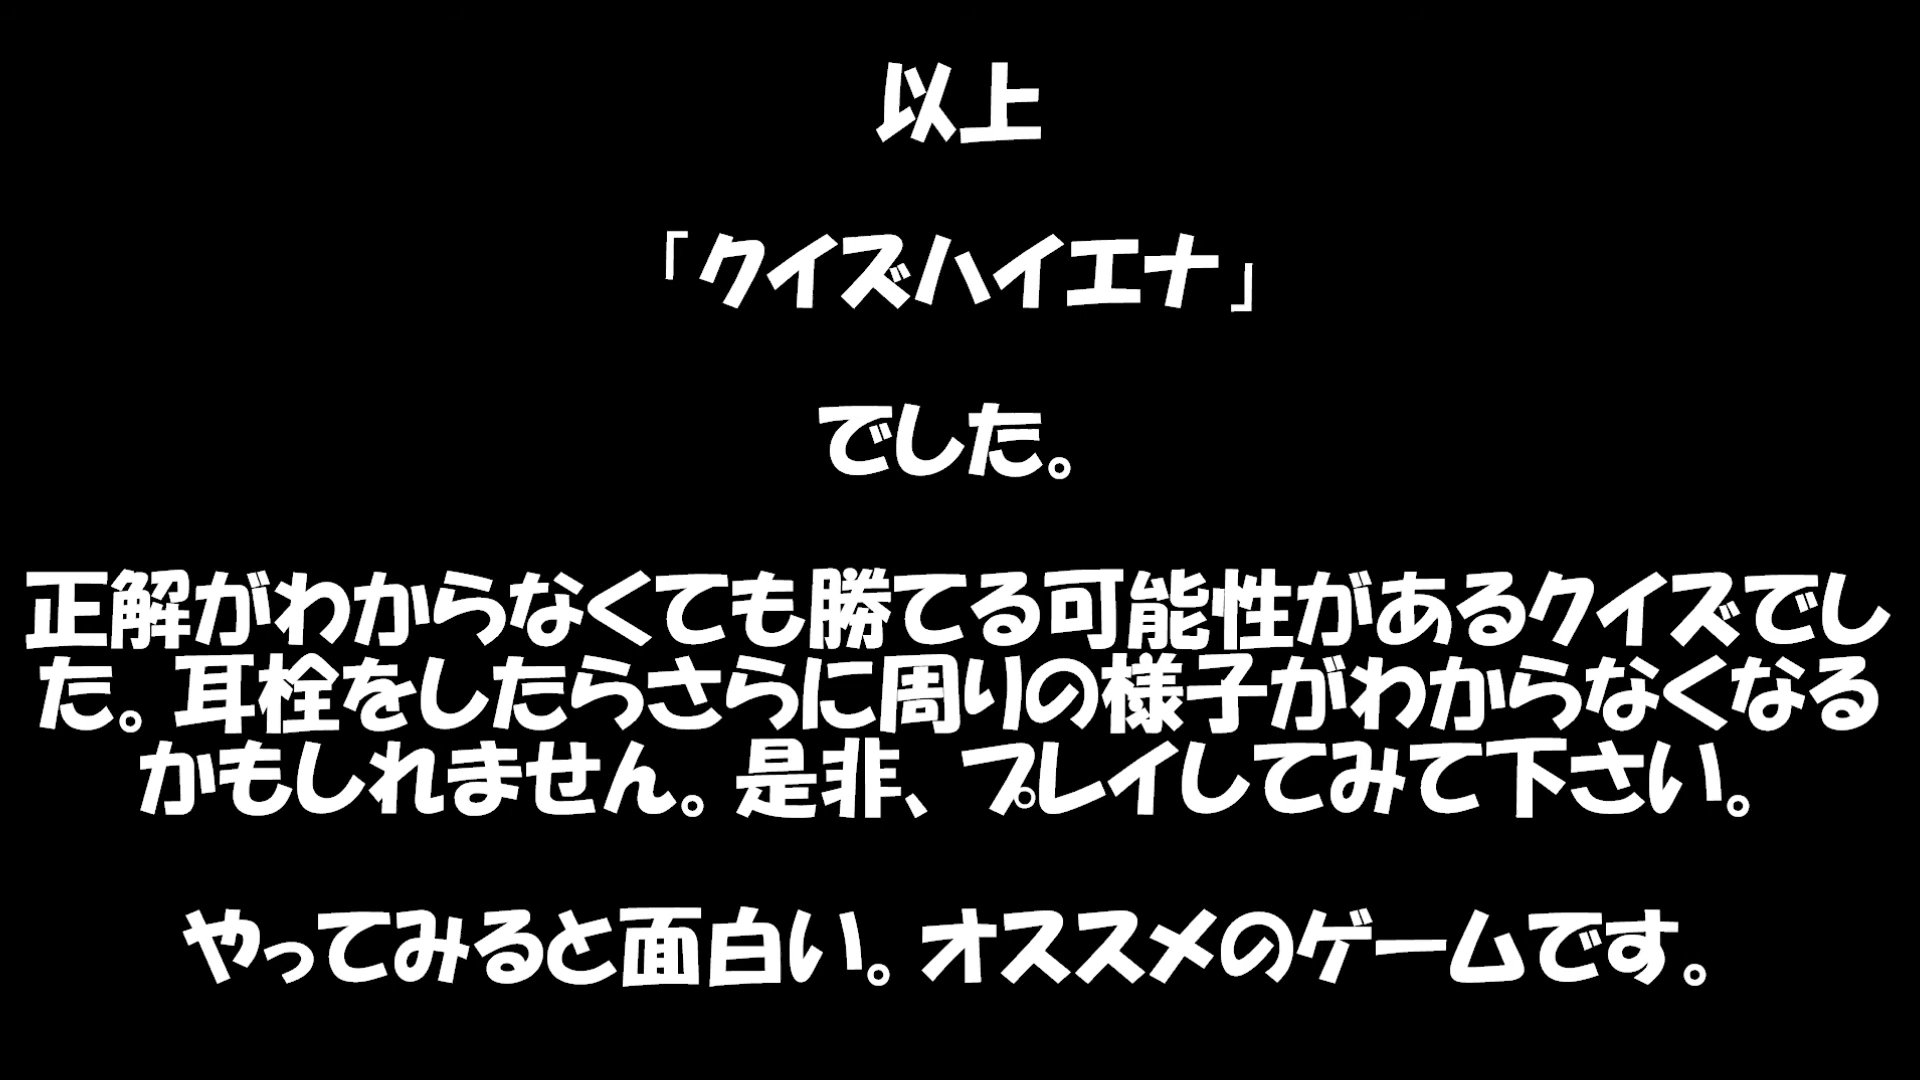 以上
「クイズハイエナ」
でした。
正解がわからなくても勝てる可能性があるクイズでし
た。耳栓をしたらさらに周りの様子がわからなくなる
かもしれません。是非、プレイしてみて下さい。
やってみると面白い。オススメのゲームです。